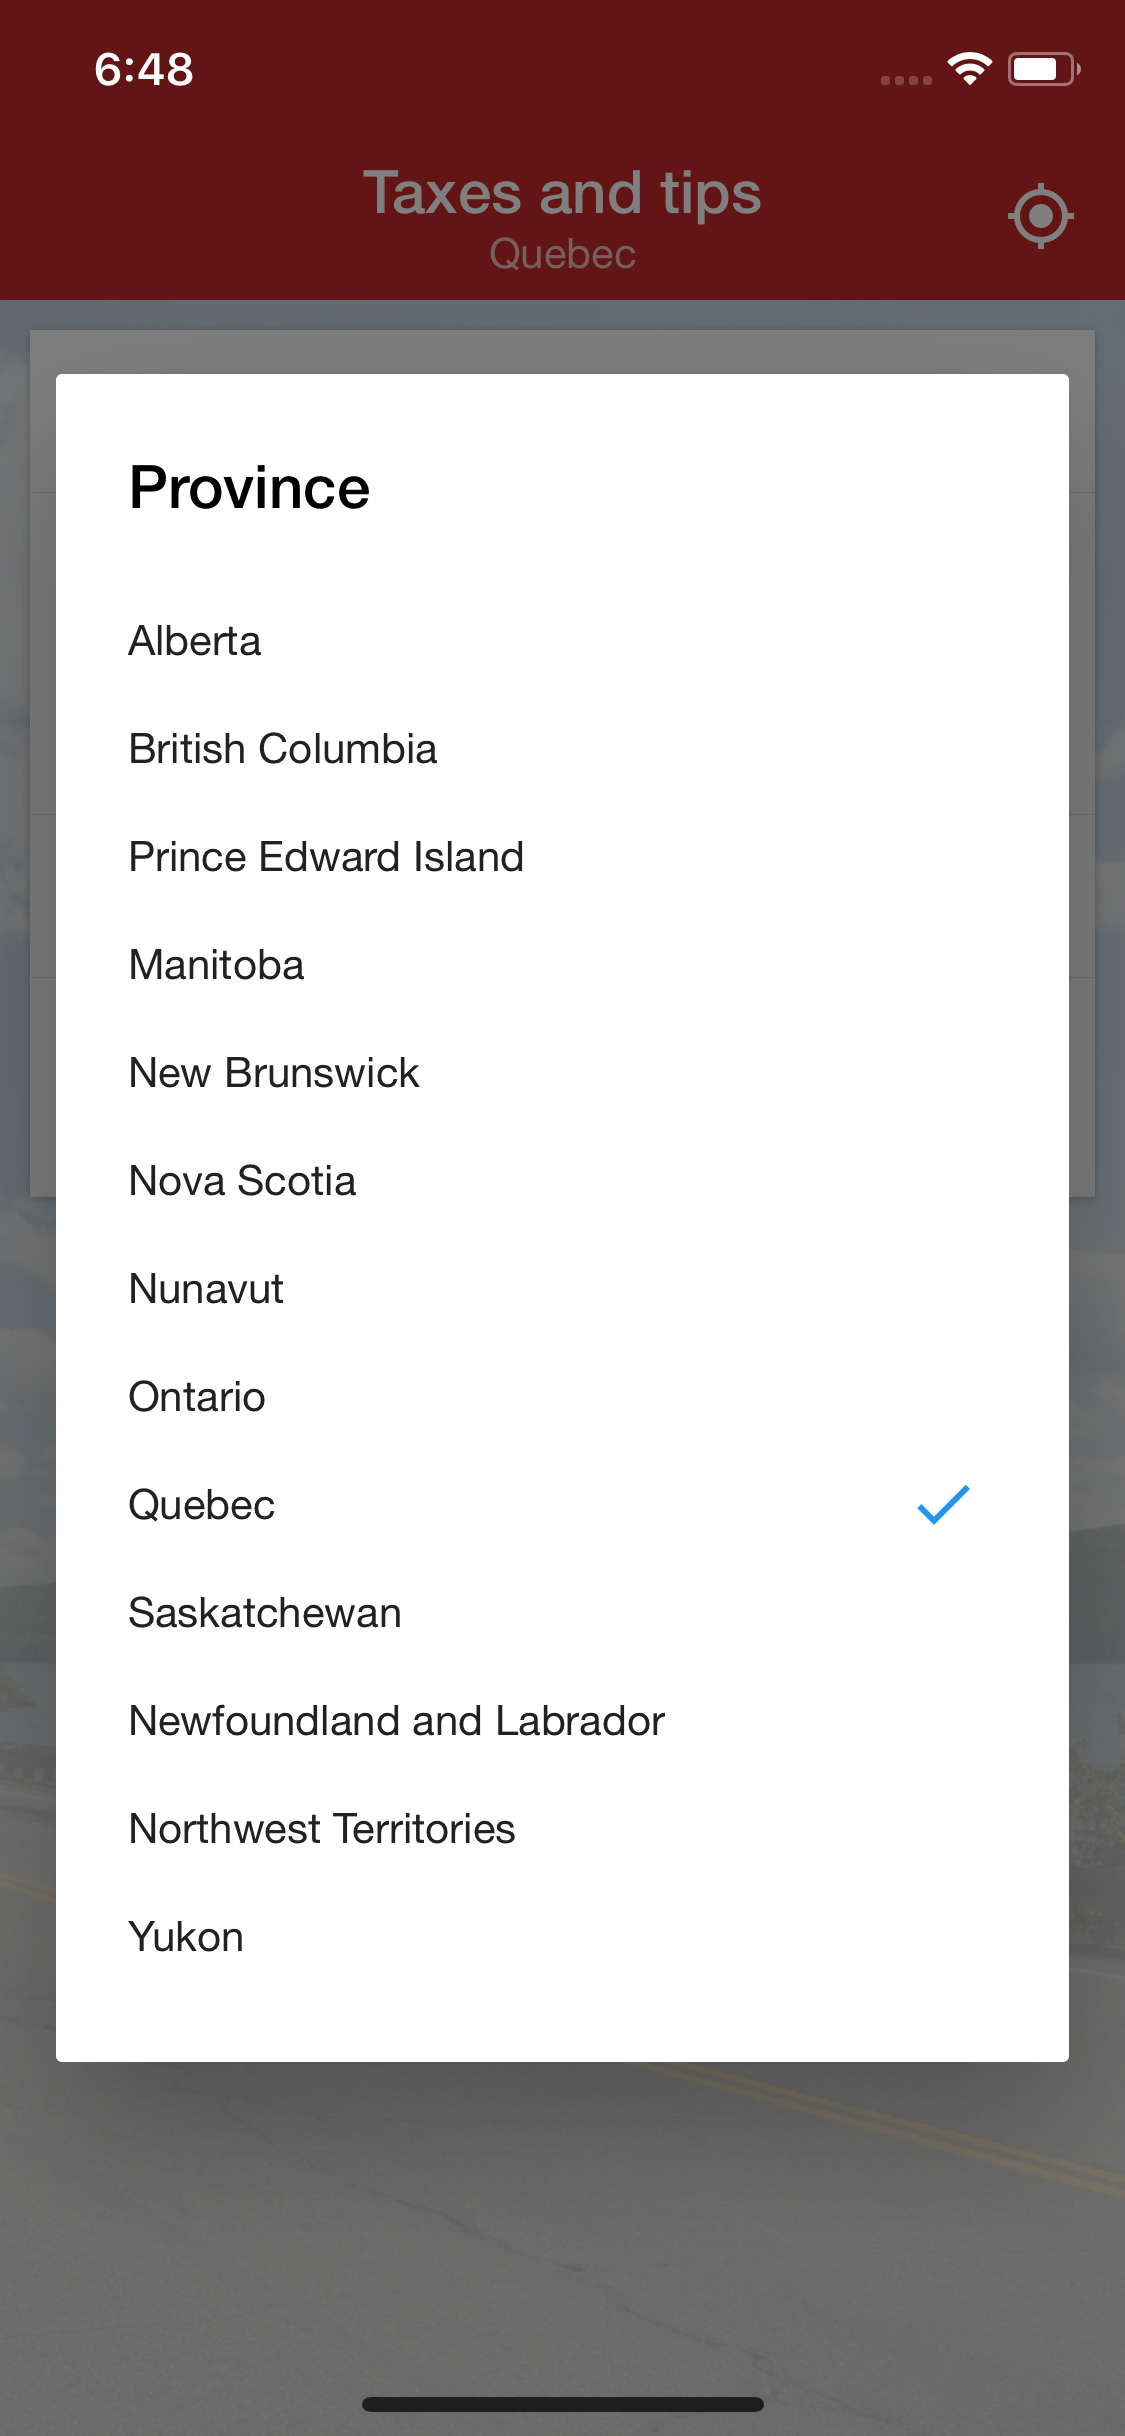 6:48
Taxes and tips
Quebec
Province
Alberta
British Columbia
Prince Edward Island
Manitoba
New Brunswick
Nova Scotia
Nunavut
Ontario
Quebec
Saskatchewan
Newfoundland and Labrador
Northwest Territories
Yukon